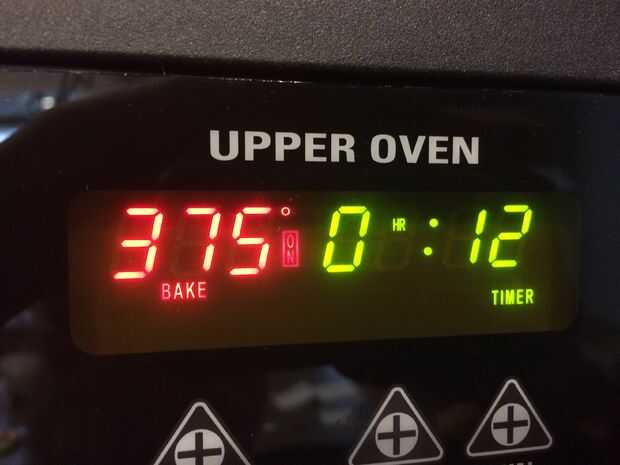 UPPER OVEN
375° ON 0 HR : 12
BAKE TIMER